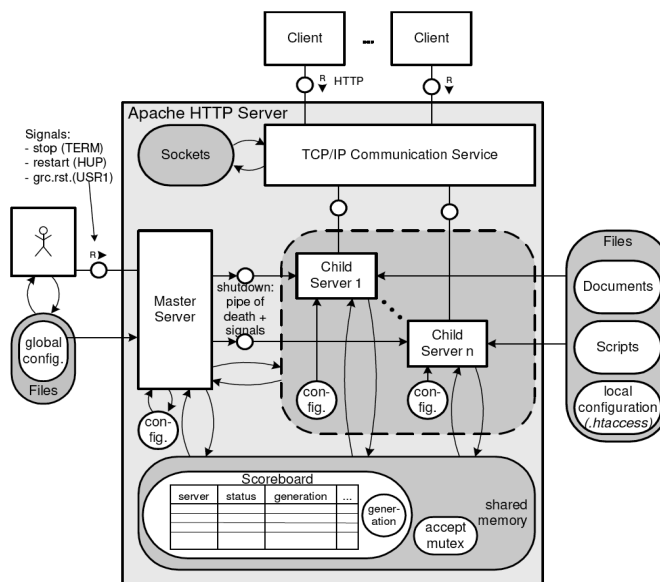 Client
...
Client
R
HTTP
R
Apache HTTP Server
Signals:
- stop (TERM)
- restart (HUP)
- grc.rst.(USR1)
Sockets
TCP/IP Communication Service
R
Master
Server
shutdown:
pipe of
death +
signals
Child
Server 1
Child
Server n
Files
Documents
Scripts
local
configuration
(.htaccess)
global
config.
Files
con-
fig.
con-
fig.
con-
fig.
Scoreboard
server
status
generation
...
gener-
ation
accept
mutex
shared
memory